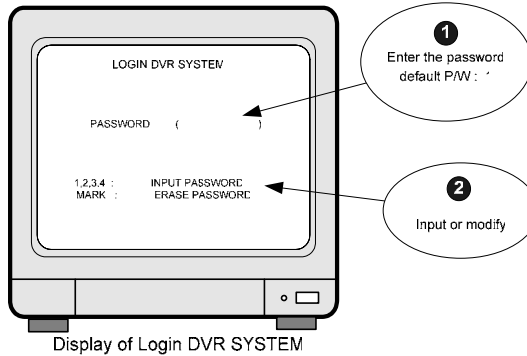 LOGIN DVR SYSTEM
PASSWORD ( )
1,2,3.4 : INPUT PASSWORD
MARK : ERASE PASSWORD
1
Enter the password
default P/W :
2
Input or modify
Display of Login DVR SYSTEM